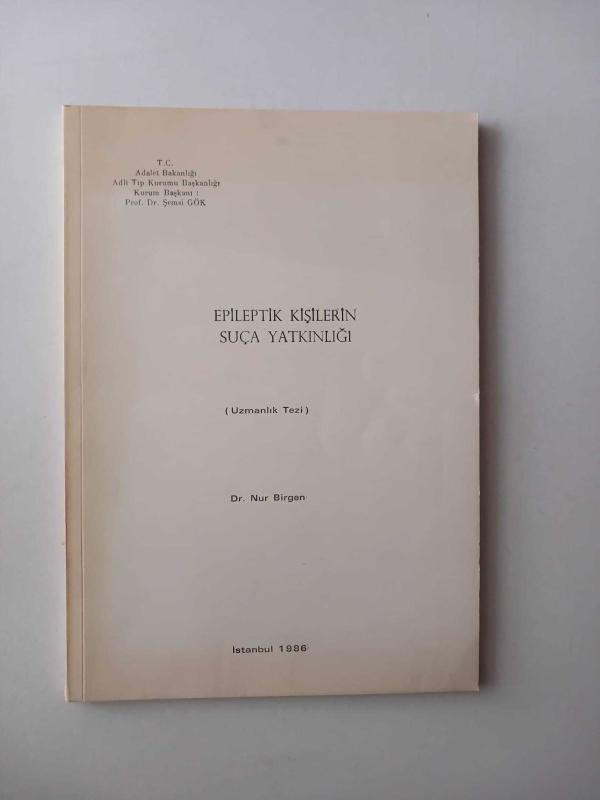 T.C.
Adalet Bakanlığı
Adli Tıp Kurumu Başkanlığı
Kurum Başkanı :
Prof. Dr. Şemsi GÖK
EPİLEPTİK KİŞİLERİN
SUÇA YATKINLIĞI
( Uzmanlık Tezi )
Dr. Nur Birgen
İstanbul 1986